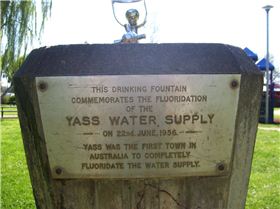 THIS DRINKING FOUNTAIN
COMMEMORATES THE FLUORIDATION
OF THE
YASS WATER SUPPLY
— ON 22ND JUNE, 1956. —
YASS WAS THE FIRST TOWN IN
AUSTRALIA TO COMPLETELY
FLUORIDATE THE WATER SUPPLY.